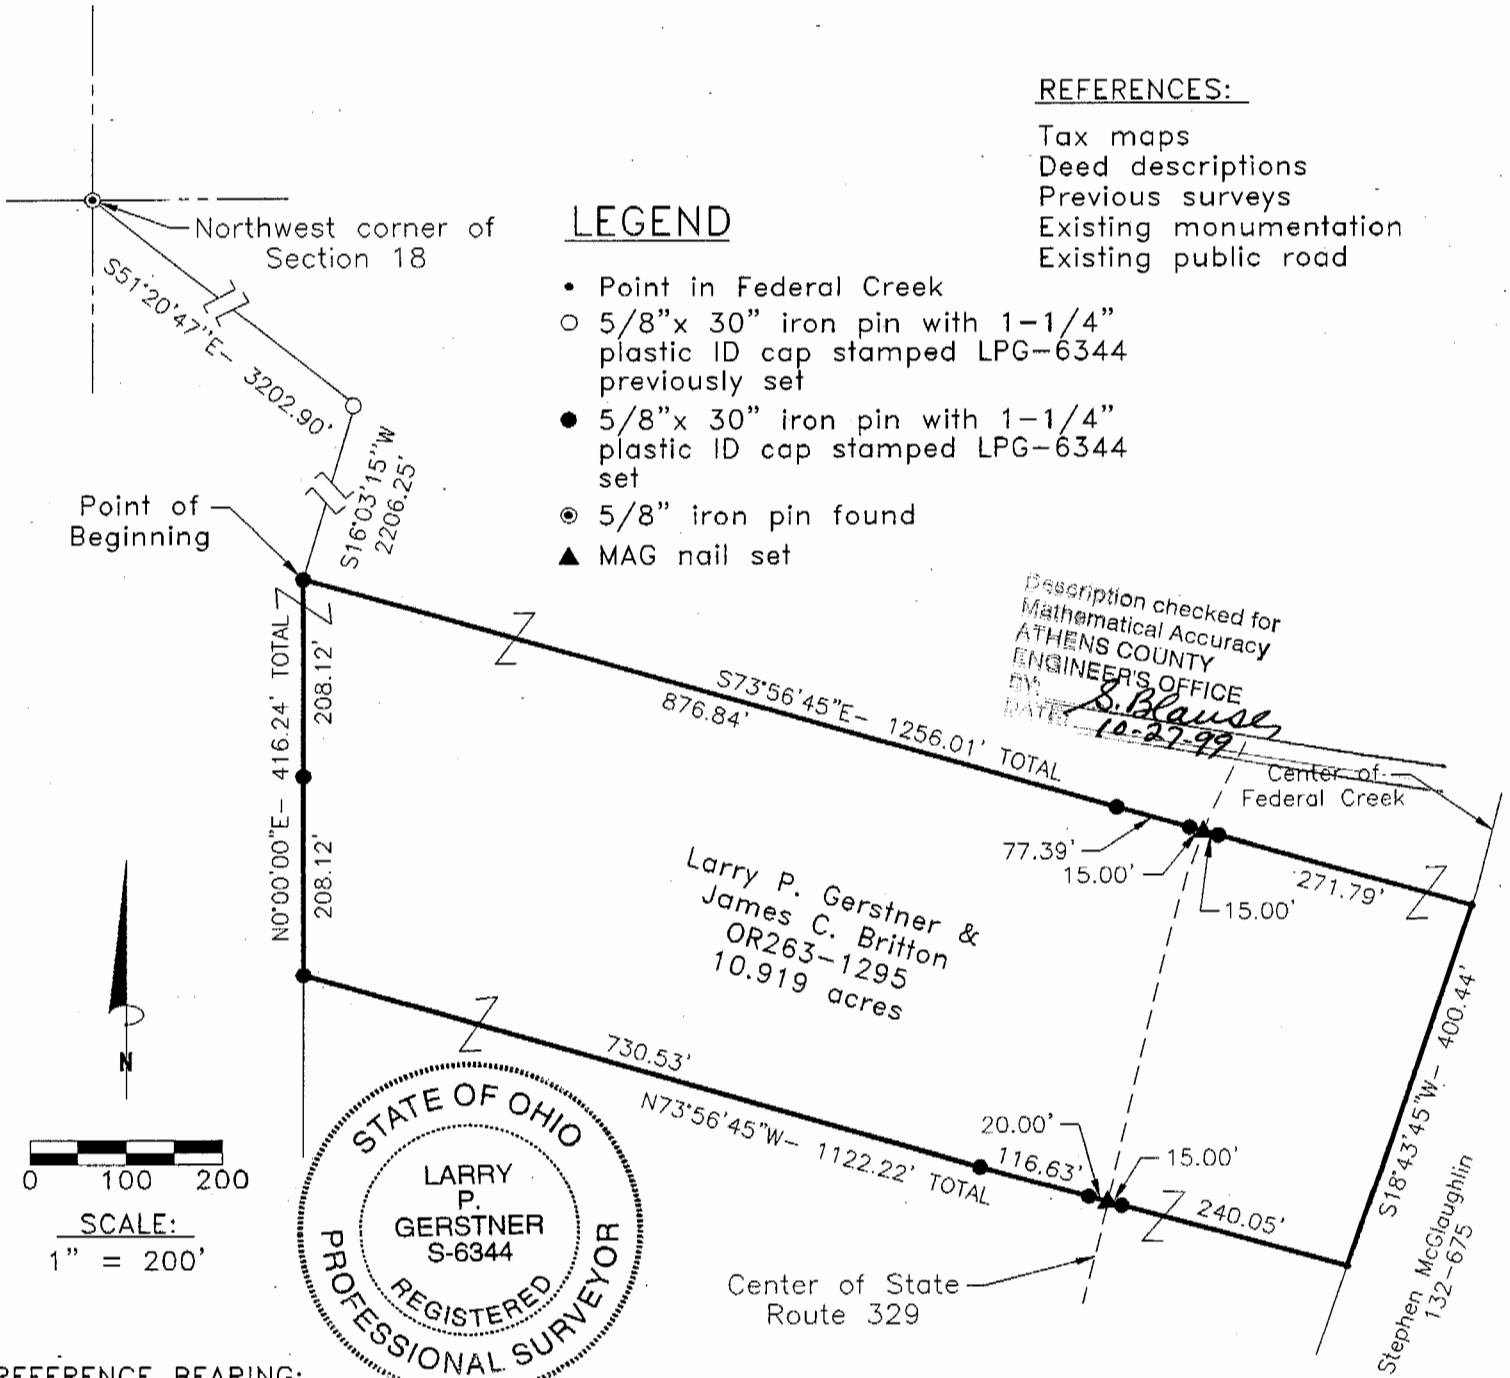 REFERENCES:
Tax maps
Deed descriptions
Previous surveys
Existing monumentation
Existing public road
Northwest corner of
Section 18
S51°20'47"E- 3202.90'
S16°03'15"W
2206.25'
Point of
Beginning
LEGEND
Point in Federal Creek
5/8"x 30" iron pin with 1-1/4"
plastic ID cap stamped LPG-6344
previously set
5/8"x 30" iron pin with 1-1/4"
plastic ID cap stamped LPG-6344
set
5/8" iron pin found
MAG nail set
Description checked for
Mathematical Accuracy
ATHENS COUNTY
ENGINEER'S OFFICE
BY:
S. Blause
DATE:
10-27-99
Center of
Federal Creek
N0°00'00"E- 416.24' TOTAL
208.12'
208.12'
S73°56'45"E- 1256.01' TOTAL
876.84'
77.39'
15.00'
15.00'
271.79'
Larry P. Gerstner &
James C. Britton
OR263-1295
10.919 acres
S18°43'45"W- 400.44'
Stephen McGlaughlin
132-675
730.53'
N73°56'45"W- 1122.22' TOTAL
20.00'
116.63'
15.00'
240.05'
Center of State
Route 329
N
0 100 200
SCALE:
1" = 200'
STATE OF OHIO
LARRY
P.
GERSTNER
S-6344
REGISTERED
PROFESSIONAL SURVEYOR
REFERENCE BEARING: